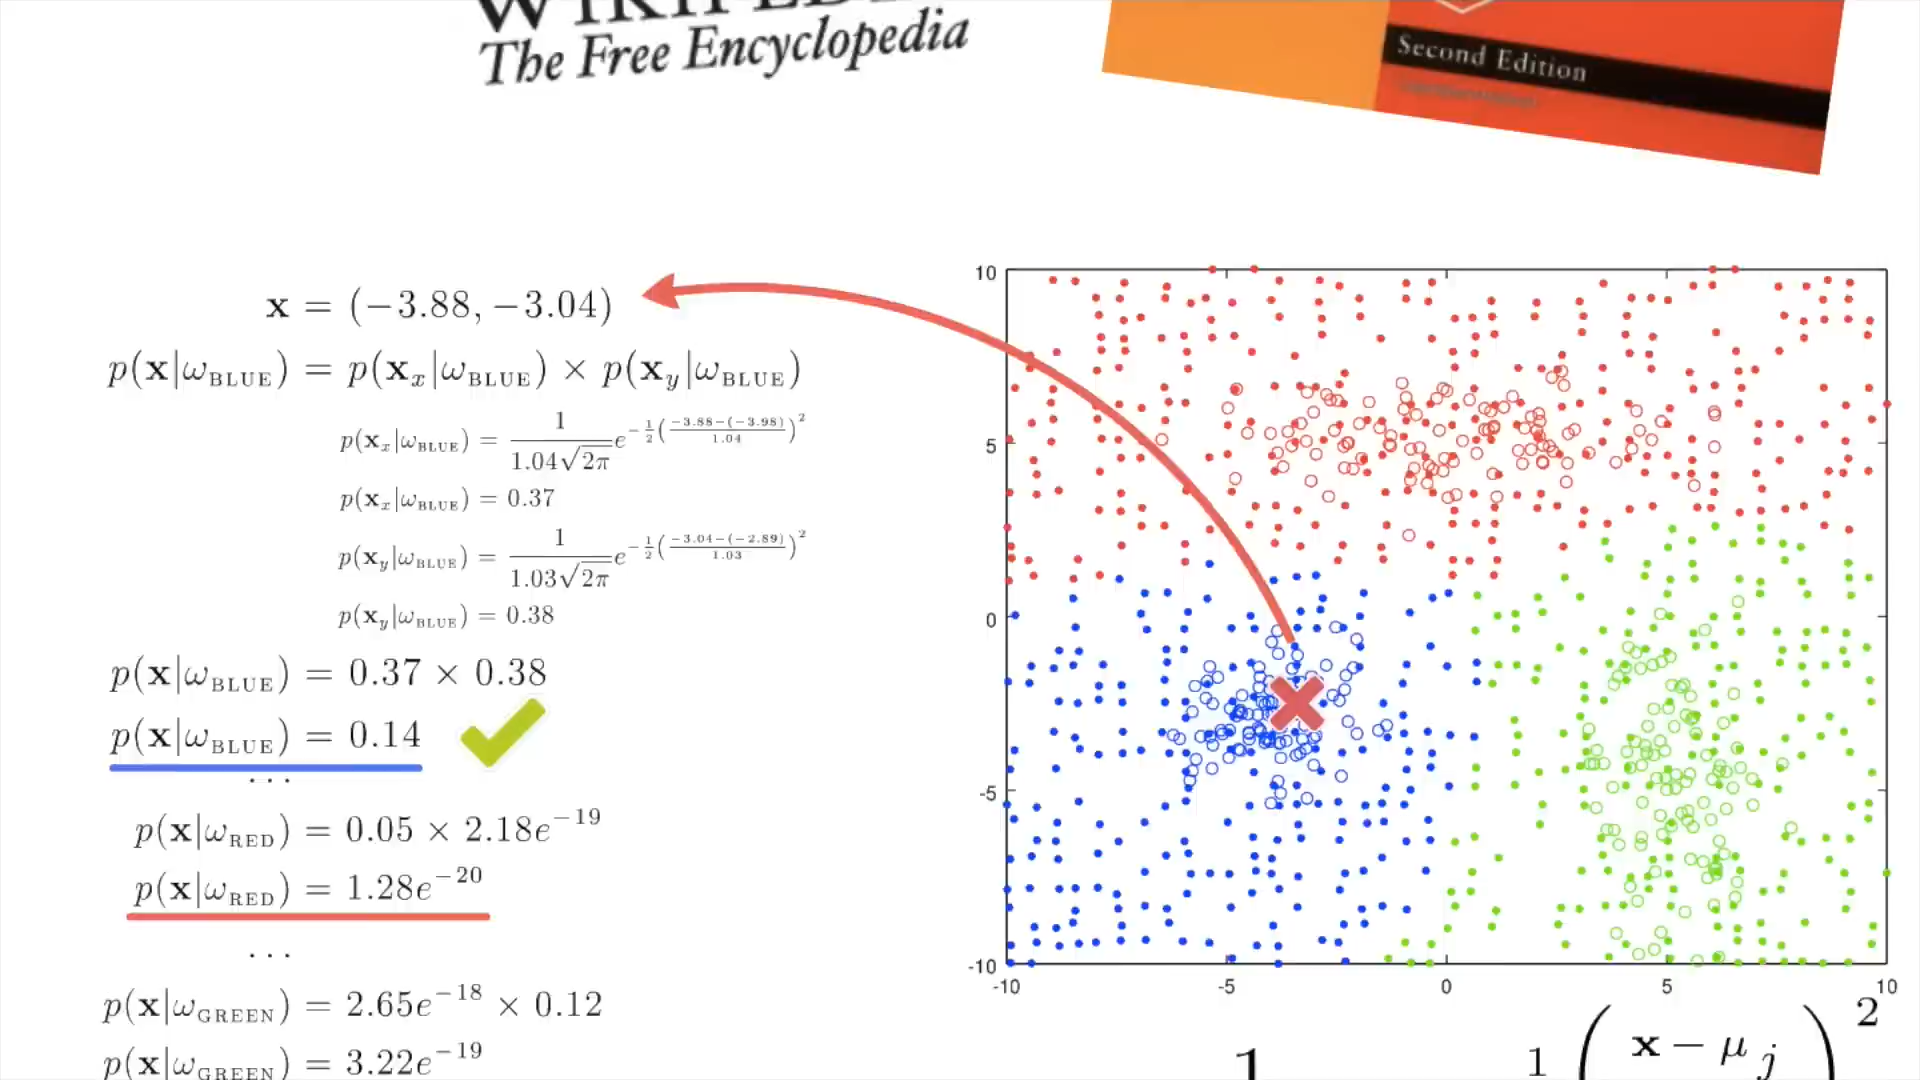 The Free Encyclopedia
Second Edition
x = (−3.88, −3.04)
p(x|ω_BLUE) = p(x_x|ω_BLUE) × p(x_y|ω_BLUE)
p(x_x|ω_BLUE) = 1/(1.04√2π) e^{−1/2((−3.88−(−3.98))/1.04)^2}
p(x_x|ω_BLUE) = 0.37
p(x_y|ω_BLUE) = 1/(1.03√2π) e^{−1/2((−3.04−(−2.89))/1.03)^2}
p(x_y|ω_BLUE) = 0.38
p(x|ω_BLUE) = 0.37 × 0.38
p(x|ω_BLUE) = 0.14
...
p(x|ω_RED) = 0.05 × 2.18e^{−19}
p(x|ω_RED) = 1.28e^{−20}
...
p(x|ω_GREEN) = 2.65e^{−18} × 0.12
p(x|ω_GREEN) = 3.22e^{−19}
10
5
0
-5
-10
-10 -5 0 5 10
1 1 (x − μ_j)^2